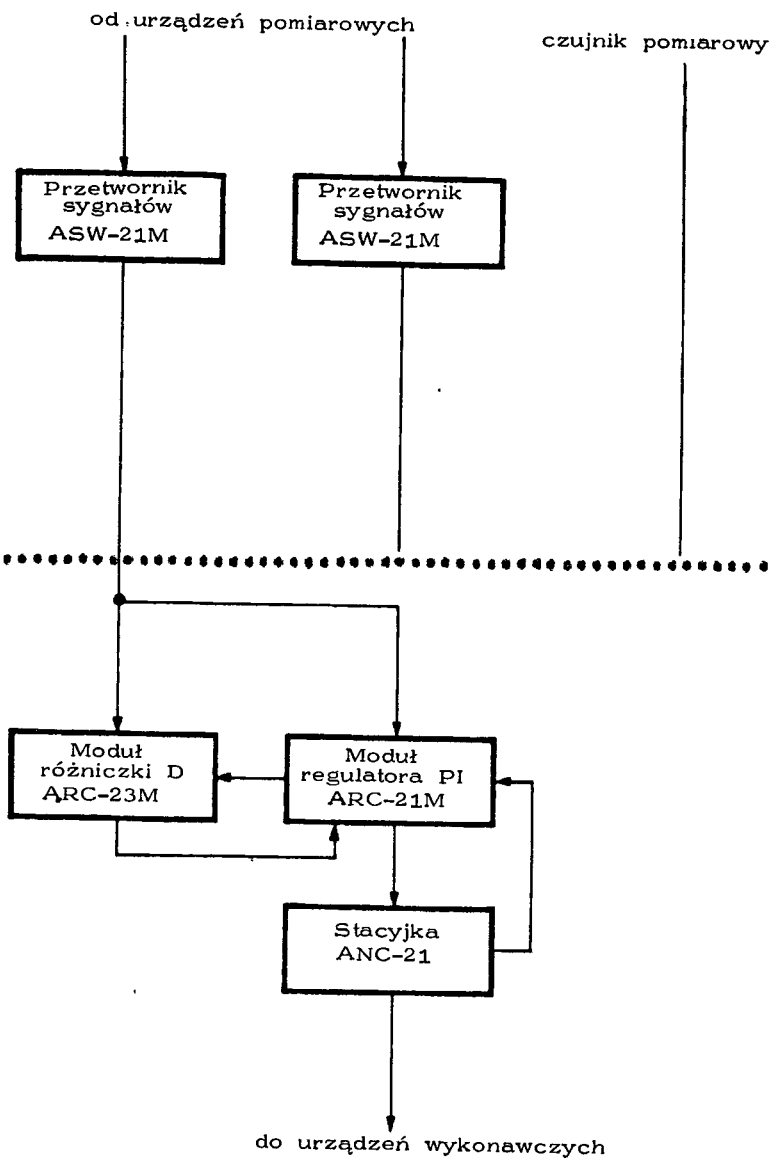 od urządzeń pomiarowych
czujnik pomiarowy
Przetwornik
sygnałów
ASW-21M
Przetwornik
sygnałów
ASW-21M
Moduł
różniczki D
ARC-23M
Moduł
regulatora PI
ARC-21M
Stacyjka
ANC-21
do urządzeń wykonawczych